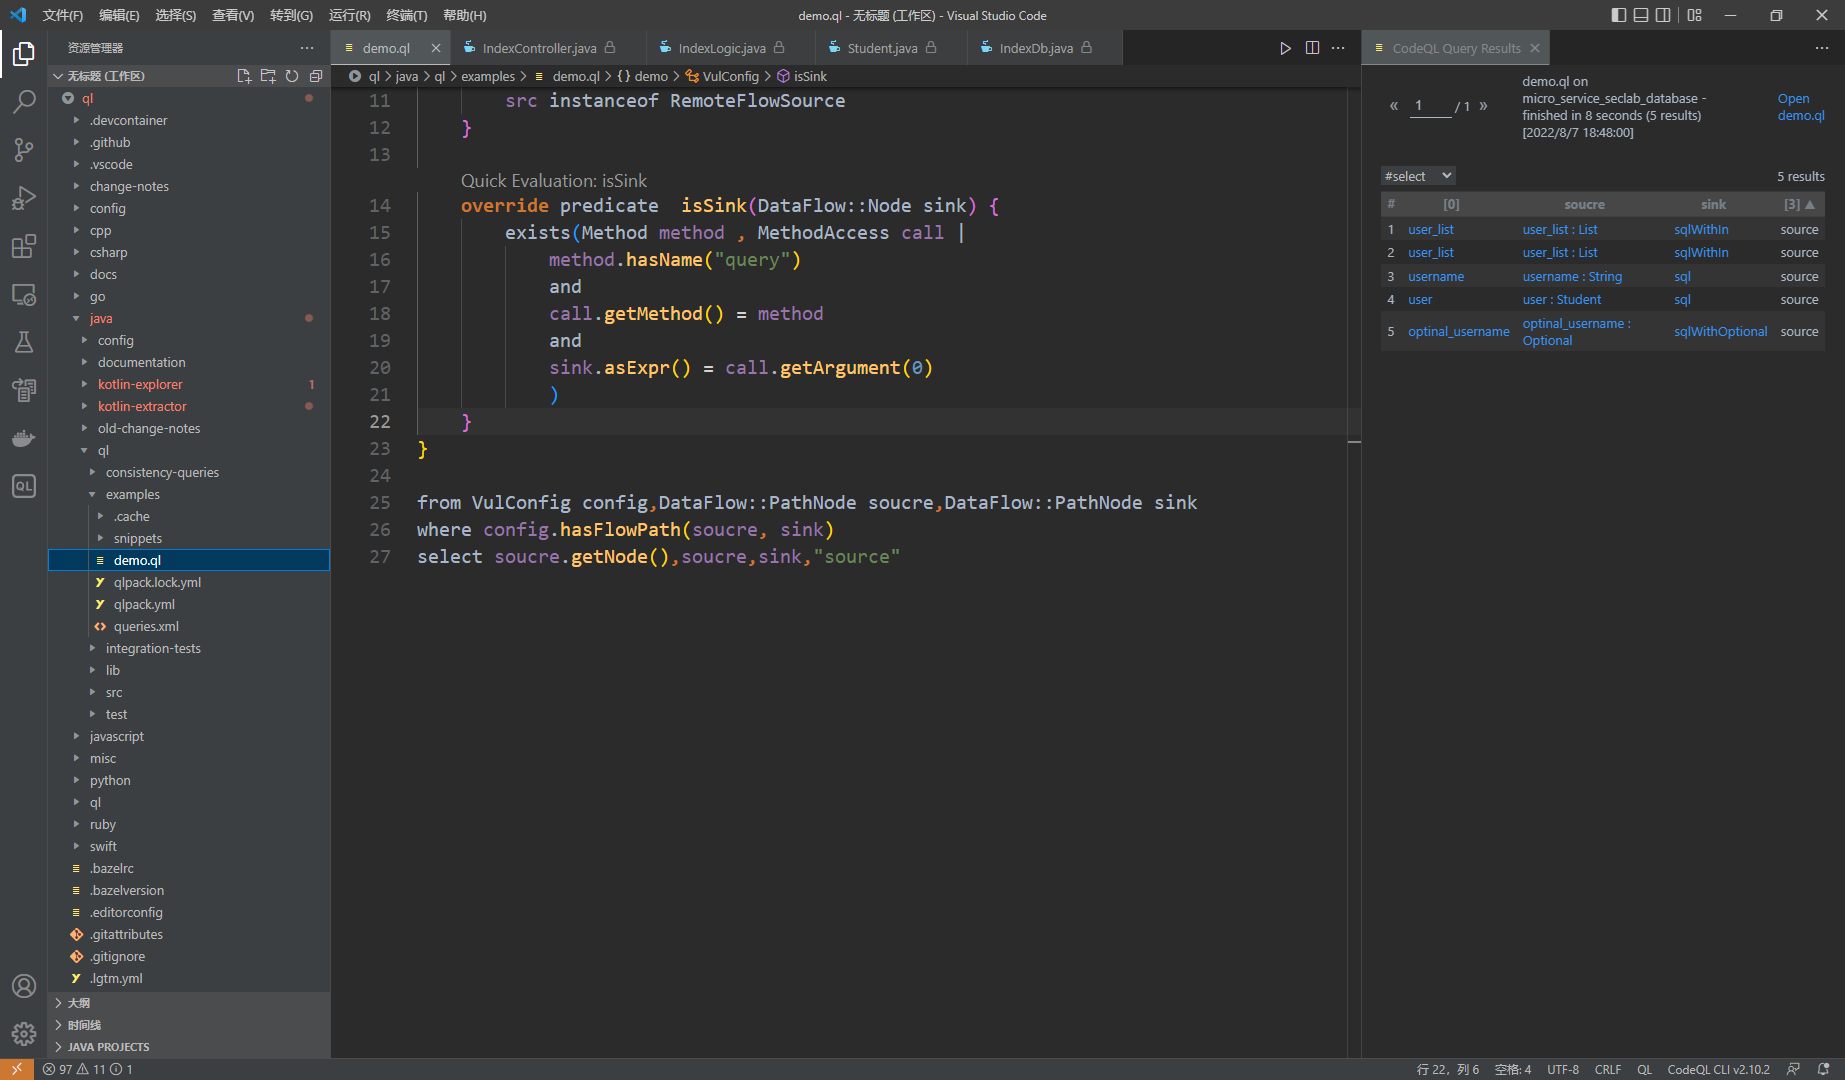 文件(F) 编辑(E) 选择(S) 查看(V) 转到(G) 运行(R) 终端(T) 帮助(H)
demo.ql - 无标题 (工作区) - Visual Studio Code
资源管理器
无标题 (工作区)
ql
.devcontainer
.github
.vscode
change-notes
config
cpp
csharp
docs
go
java
config
documentation
kotlin-explorer 1
kotlin-extractor
old-change-notes
ql
consistency-queries
examples
.cache
snippets
demo.ql
qlpack.lock.yml
qlpack.yml
queries.xml
integration-tests
lib
src
test
javascript
misc
python
ql
ruby
swift
.bazelrc
.bazelversion
.editorconfig
.gitattributes
.gitignore
.lgtm.yml
大纲
时间线
JAVA PROJECTS
demo.ql IndexController.java IndexLogic.java Student.java IndexDb.java
ql > java > ql > examples > demo.ql > {} demo > VulConfig > isSink
11 src instanceof RemoteFlowSource
12 }
13
Quick Evaluation: isSink
14 override predicate  isSink(DataFlow::Node sink) {
15 exists(Method method , MethodAccess call |
16 method.hasName("query")
17 and
18 call.getMethod() = method
19 and
20 sink.asExpr() = call.getArgument(0)
21 )
22 }
23 }
24
25 from VulConfig config,DataFlow::PathNode soucre,DataFlow::PathNode sink
26 where config.hasFlowPath(soucre, sink)
27 select soucre.getNode(),soucre,sink,"source"
CodeQL Query Results
« 1 / 1 »
demo.ql on
micro_service_seclab_database -
finished in 8 seconds (5 results)
[2022/8/7 18:48:00]
Open
demo.ql
#select 5 results
# [0] soucre sink [3] ▲
1 user_list user_list : List sqlWithIn source
2 user_list user_list : List sqlWithIn source
3 username username : String sql source
4 user user : Student sql source
5 optinal_username optinal_username : Optional sqlWithOptional source
97 11 1
行 22，列 6 空格: 4 UTF-8 CRLF QL CodeQL CLI v2.10.2